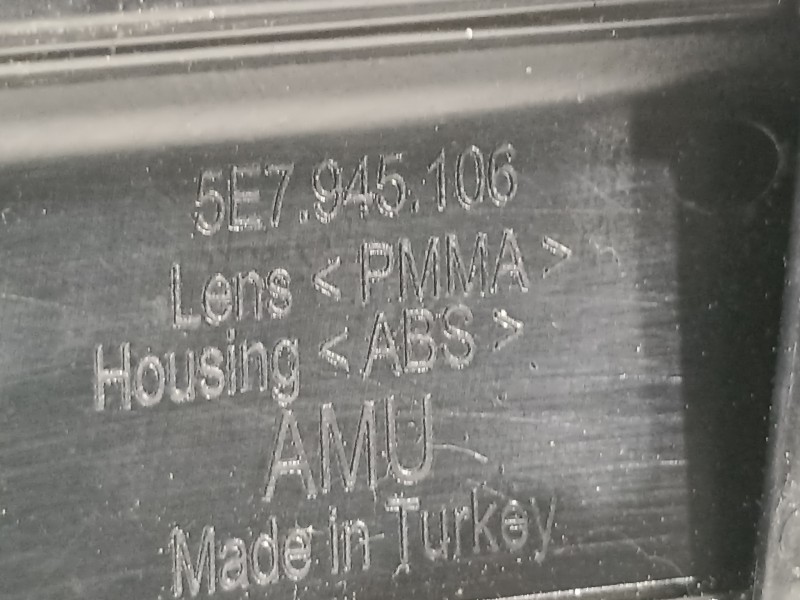 5E7.945.106
Lens <PMMA>
Housing <ABS>
AMU
Made in Turkey